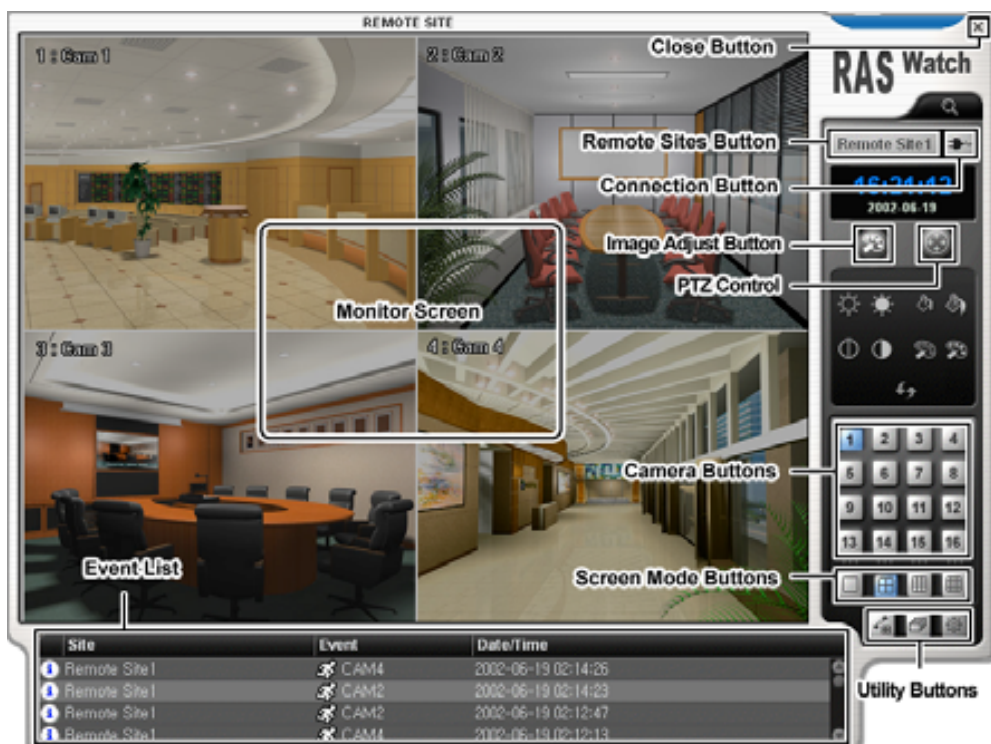 REMOTE SITE
1 : Cam 1
2 : Cam 2
Close Button
RAS Watch
Remote Sites Button
Remote Site1
Connection Button
16:21:12
2002-06-19
Image Adjust Button
PTZ Control
Monitor Screen
3 : Cam 3
4 : Cam 4
Camera Buttons
1 2 3 4
5 6 7 8
9 10 11 12
13 14 15 16
Event List
Screen Mode Buttons
Utility Buttons
Site Event Date/Time
Remote Site1 CAM4 2002-06-19 02:14:26
Remote Site1 CAM2 2002-06-19 02:14:23
Remote Site1 CAM2 2002-06-19 02:12:47
Remote Site1 CAM4 2002-06-19 02:12:13